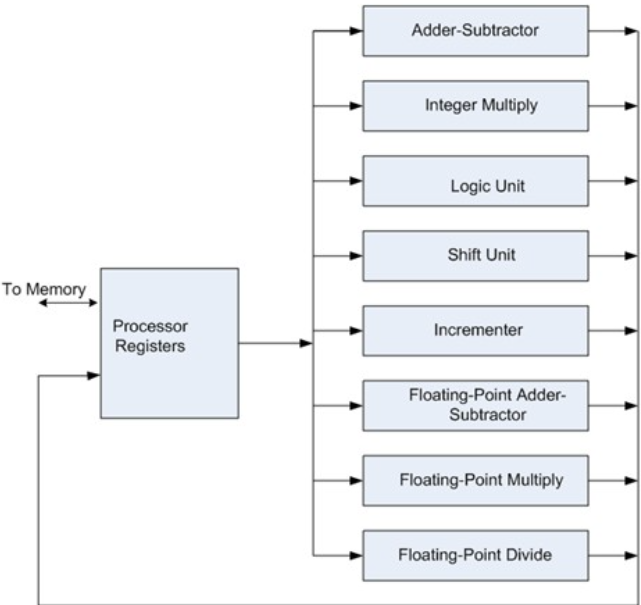 Adder-Subtractor
Integer Multiply
Logic Unit
Shift Unit
To Memory
Processor
Registers
Incrementer
Floating-Point Adder-
Subtractor
Floating-Point Multiply
Floating-Point Divide